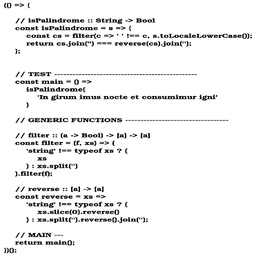 (() => {
// isPalindrome :: String -> Bool
const isPalindrome = s => {
const cs = filter(c => ' ' !== c, s.toLocaleLowerCase());
return cs.join('') === reverse(cs).join('');
};
// TEST -----------------------------------------------
const main = () =>
isPalindrome(
'In girum imus nocte et consumimur igni'
)
// GENERIC FUNCTIONS ----------------------------------
// filter :: (a -> Bool) -> [a] -> [a]
const filter = (f, xs) => (
'string' !== typeof xs ? (
xs
) : xs.split('')
).filter(f);
// reverse :: [a] -> [a]
const reverse = xs =>
'string' !== typeof xs ? (
xs.slice(0).reverse()
) : xs.split('').reverse().join('');
// MAIN ---
return main();
})();